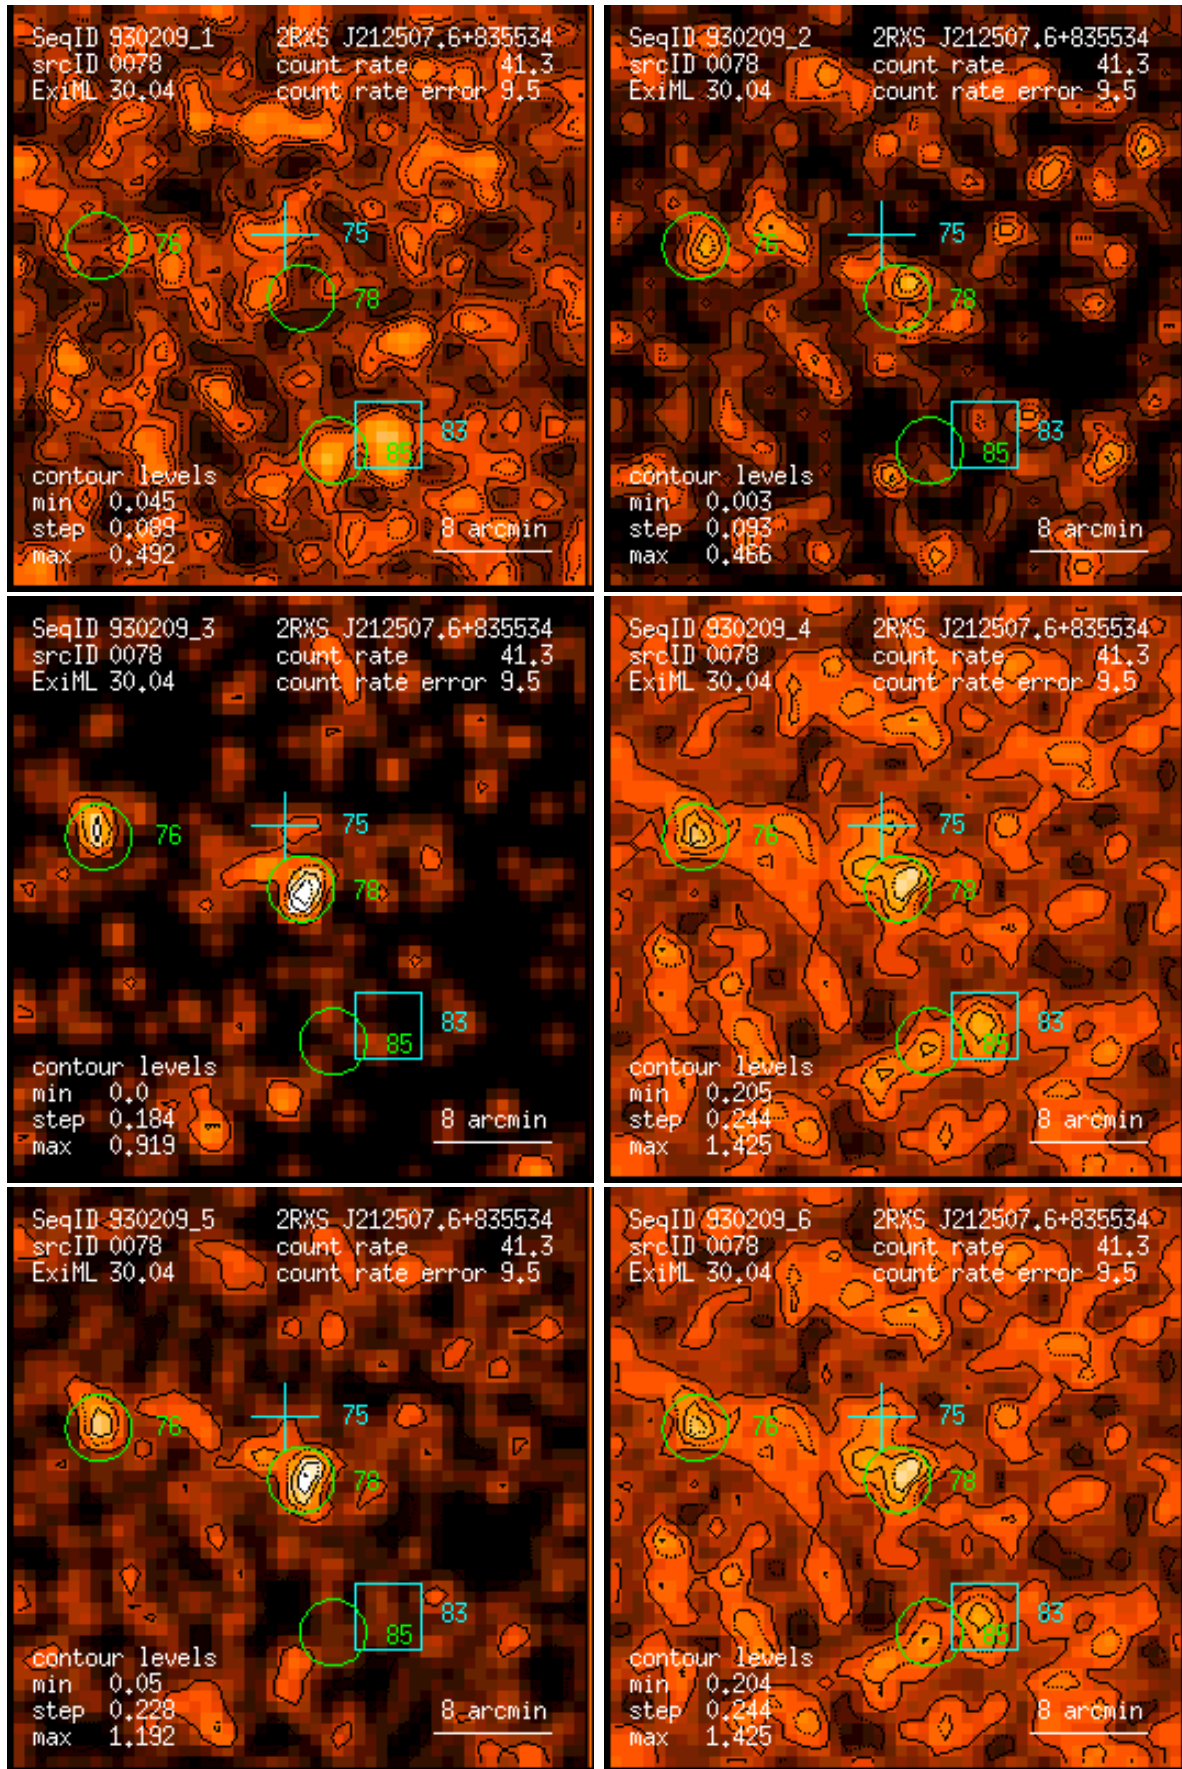 SeqID 930209_1 2RXS J212507.6+835534
srcID 0078 count rate 41.3
ExiML 30.04 count rate error 9.5
75
76
78
83
85
contour levels
min 0.045
step 0.089
max 0.492
8 arcmin
SeqID 930209_2 2RXS J212507.6+835534
srcID 0078 count rate 41.3
ExiML 30.04 count rate error 9.5
75
76
78
83
85
contour levels
min 0.003
step 0.093
max 0.466
8 arcmin
SeqID 930209_3 2RXS J212507.6+835534
srcID 0078 count rate 41.3
ExiML 30.04 count rate error 9.5
75
76
78
83
85
contour levels
min 0.0
step 0.184
max 0.919
8 arcmin
SeqID 930209_4 2RXS J212507.6+835534
srcID 0078 count rate 41.3
ExiML 30.04 count rate error 9.5
75
76
78
83
85
contour levels
min 0.205
step 0.244
max 1.425
8 arcmin
SeqID 930209_5 2RXS J212507.6+835534
srcID 0078 count rate 41.3
ExiML 30.04 count rate error 9.5
75
76
78
83
85
contour levels
min 0.05
step 0.228
max 1.192
8 arcmin
SeqID 930209_6 2RXS J212507.6+835534
srcID 0078 count rate 41.3
ExiML 30.04 count rate error 9.5
75
76
78
83
85
contour levels
min 0.204
step 0.244
max 1.425
8 arcmin